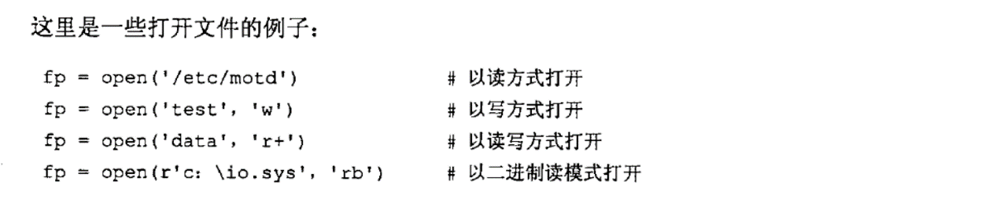 这里是一些打开文件的例子：
fp = open('/etc/motd') # 以读方式打开
fp = open('test', 'w') # 以写方式打开
fp = open('data', 'r+') # 以读写方式打开
fp = open(r'c：\io.sys', 'rb') # 以二进制读模式打开